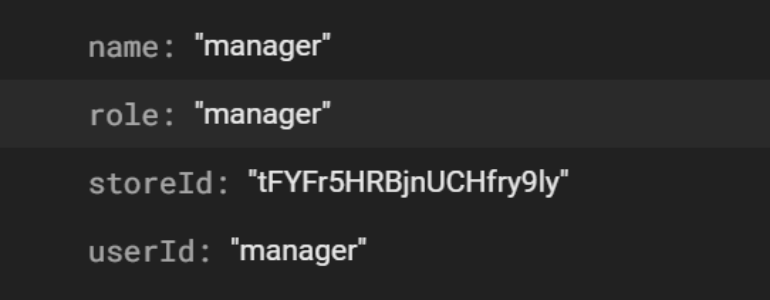 name: "manager"
role: "manager"
storeId: "tFYFr5HRBjnUCHfry9ly"
userId: "manager"